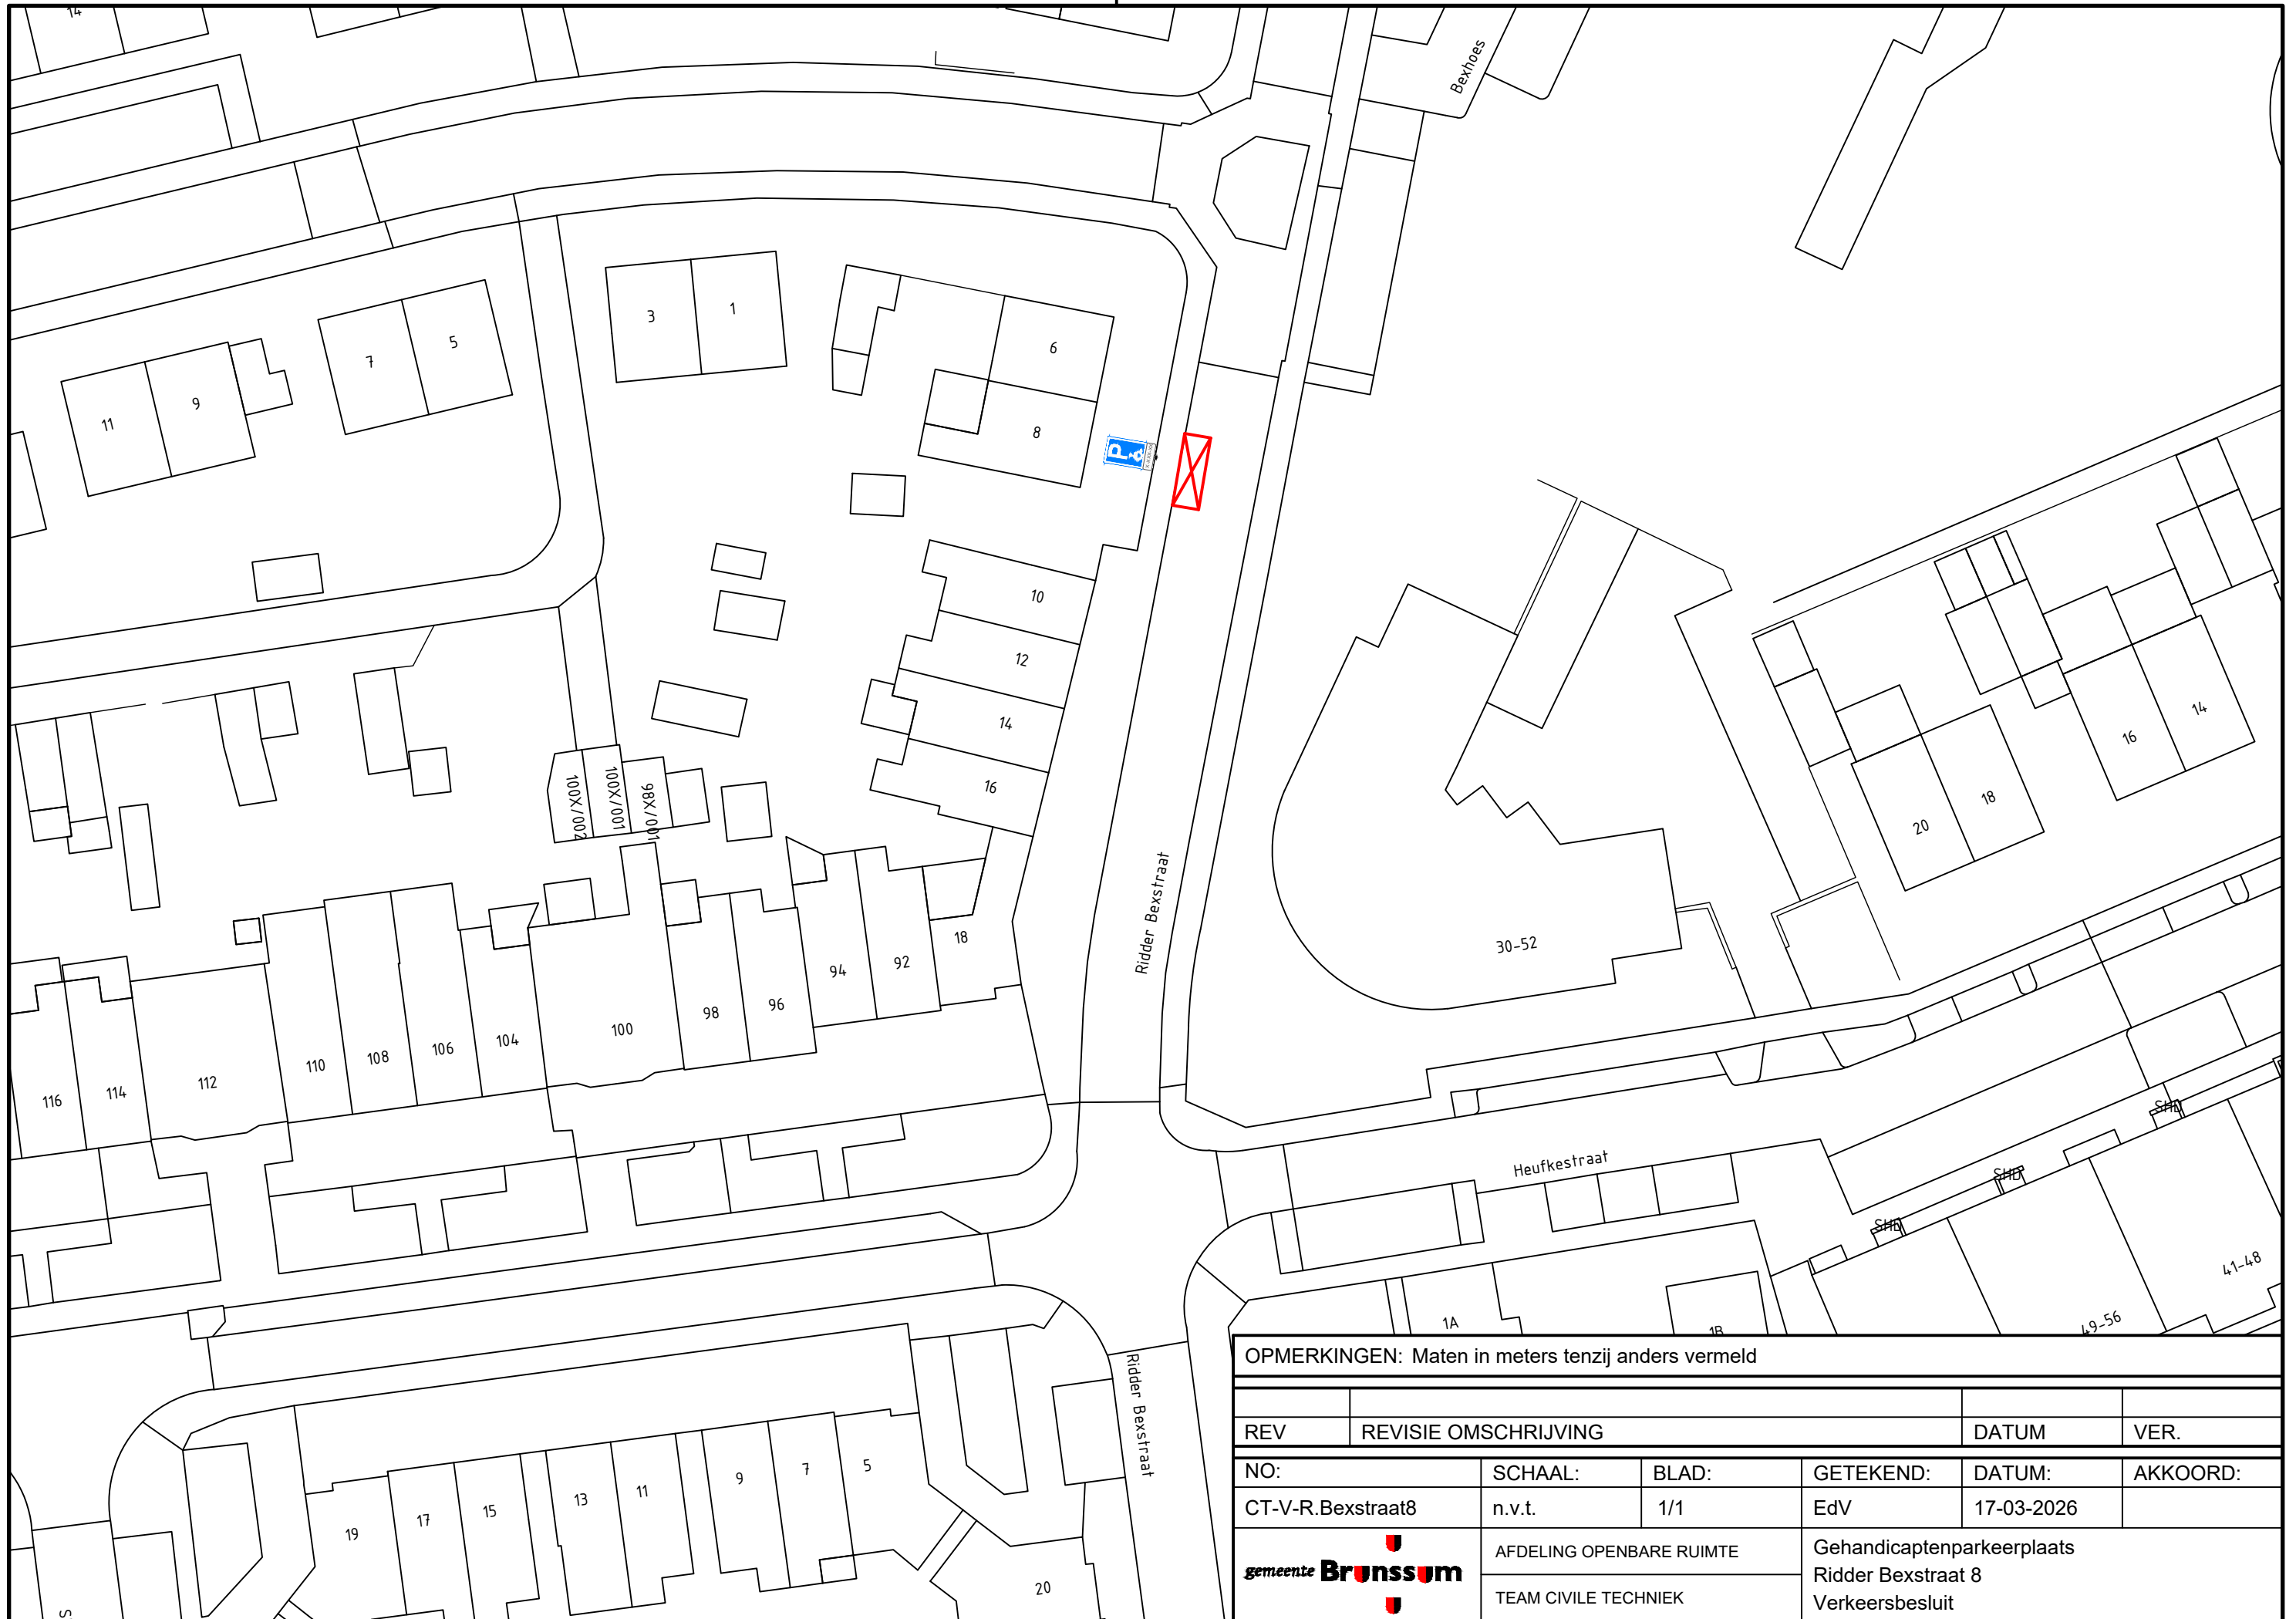 14
Bexhoes
3
1
6
7
5
8
11
9
P
10
12
14
16
100X/002
100X/001
98X/001
14
16
18
20
Ridder Bexstraat
30-52
18
92
94
96
98
100
104
106
108
110
112
114
116
Heufkestraat
SHD
SHD
SHD
41-48
49-56
1A
1B
Ridder Bexstraat
5
7
9
11
13
15
17
19
20
S
OPMERKINGEN: Maten in meters tenzij anders vermeld
REV REVISIE OMSCHRIJVING DATUM VER.
NO: SCHAAL: BLAD: GETEKEND: DATUM: AKKOORD:
CT-V-R.Bexstraat8 n.v.t. 1/1 EdV 17-03-2026
gemeente Brunssum
AFDELING OPENBARE RUIMTE
TEAM CIVILE TECHNIEK
Gehandicaptenparkeerplaats
Ridder Bexstraat 8
Verkeersbesluit